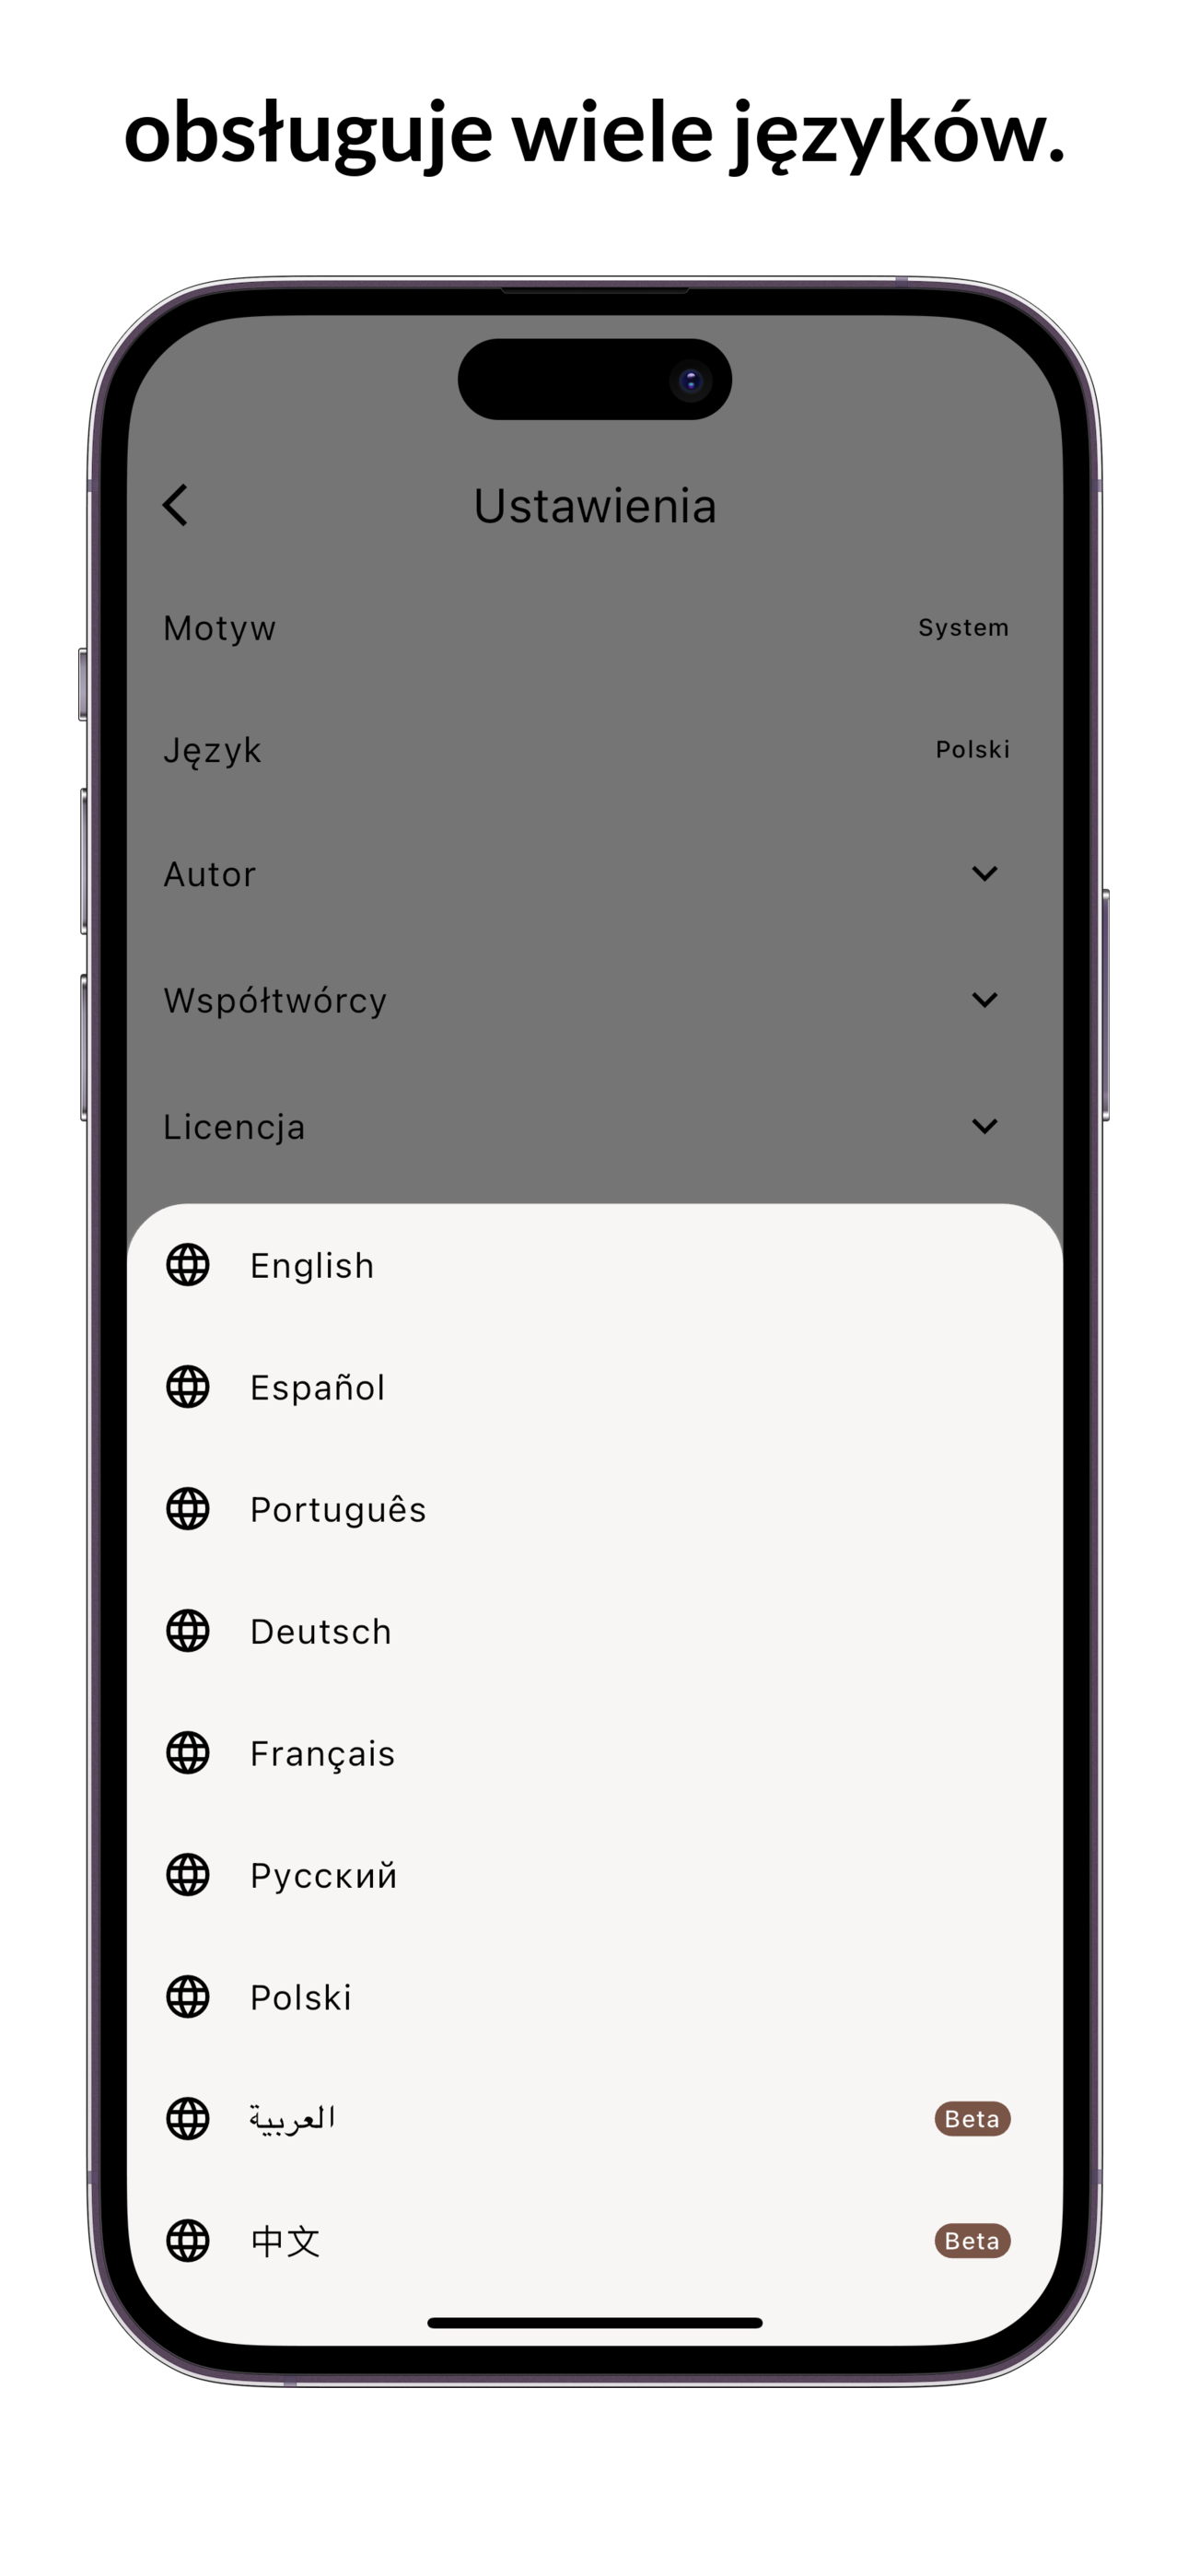 obsługuje wiele języków.
Ustawienia
Motyw System
Język Polski
Autor
Współtwórcy
Licencja
English
Español
Português
Deutsch
Français
Русский
Polski
العربية Beta
中文 Beta